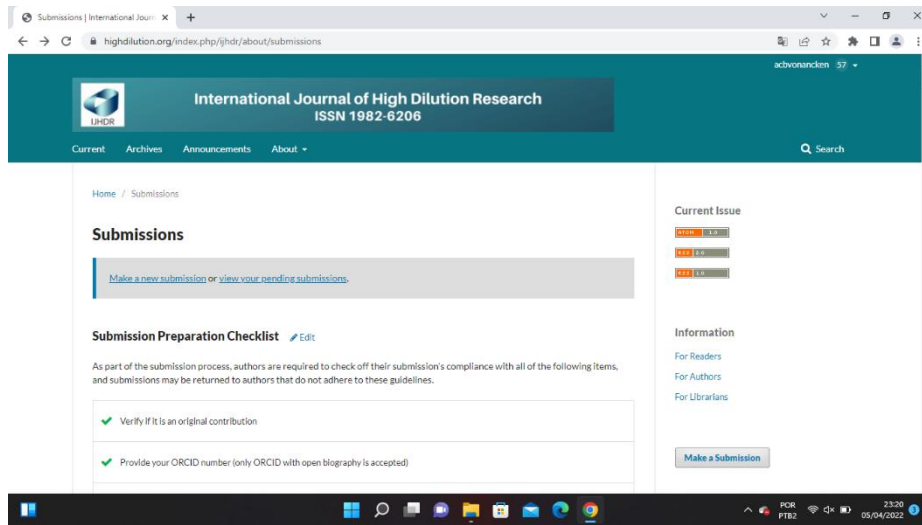 Submissions | International Journ
highdilution.org/index.php/ijhdr/about/submissions
acbvonancken 57
IJHDR
International Journal of High Dilution Research
ISSN 1982-6206
Current Archives Announcements About
Search
Home / Submissions
Submissions
Make a new submission or view your pending submissions.
Submission Preparation Checklist Edit
As part of the submission process, authors are required to check off their submission's compliance with all of the following items,
and submissions may be returned to authors that do not adhere to these guidelines.
Verify if it is an original contribution
Provide your ORCID number (only ORCID with open biography is accepted)
Current Issue
ATOM 1.0
RSS 2.0
RSS 1.0
Information
For Readers
For Authors
For Librarians
Make a Submission
POR
PTB2
23:20
05/04/2022